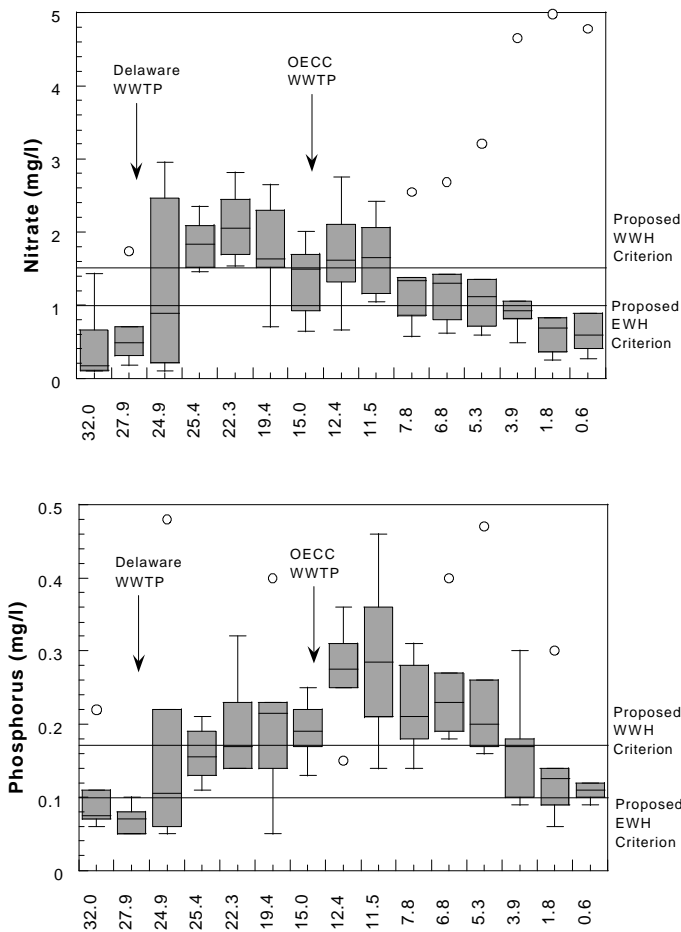 5
Delaware
WWTP
OECC
WWTP
4
3
2
1
0
Nitrate (mg/l)
Proposed
WWH
Criterion
Proposed
EWH
Criterion
32.0
27.9
24.9
25.4
22.3
19.4
15.0
12.4
11.5
7.8
6.8
5.3
3.9
1.8
0.6
0.5
Delaware
WWTP
OECC
WWTP
0.4
0.3
0.2
0.1
0
Phosphorus (mg/l)
Proposed
WWH
Criterion
Proposed
EWH
Criterion
32.0
27.9
24.9
25.4
22.3
19.4
15.0
12.4
11.5
7.8
6.8
5.3
3.9
1.8
0.6